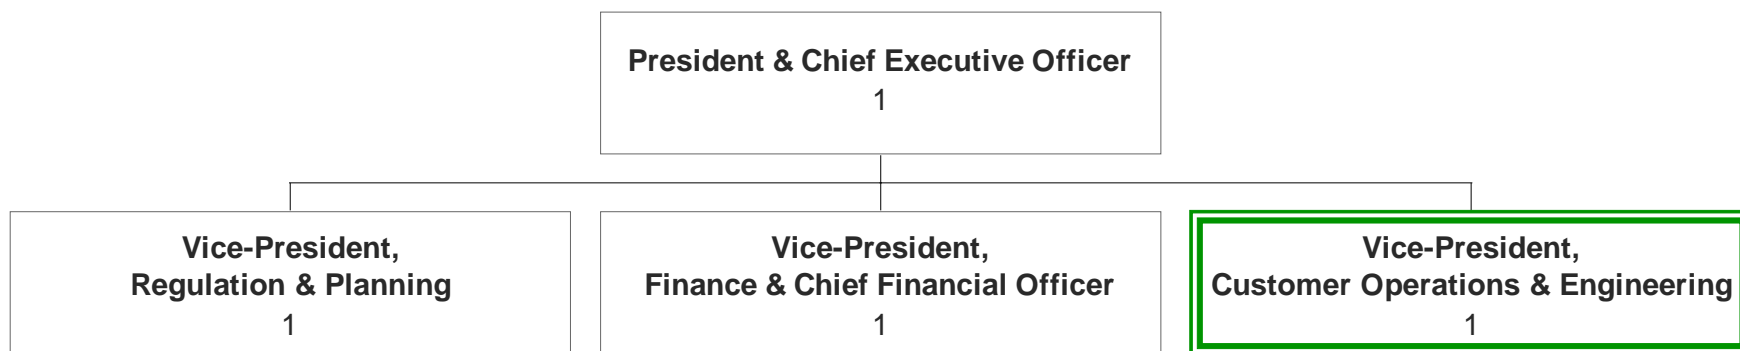 President & Chief Executive Officer
1
Vice-President,
Regulation & Planning
1
Vice-President,
Finance & Chief Financial Officer
1
Vice-President,
Customer Operations & Engineering
1